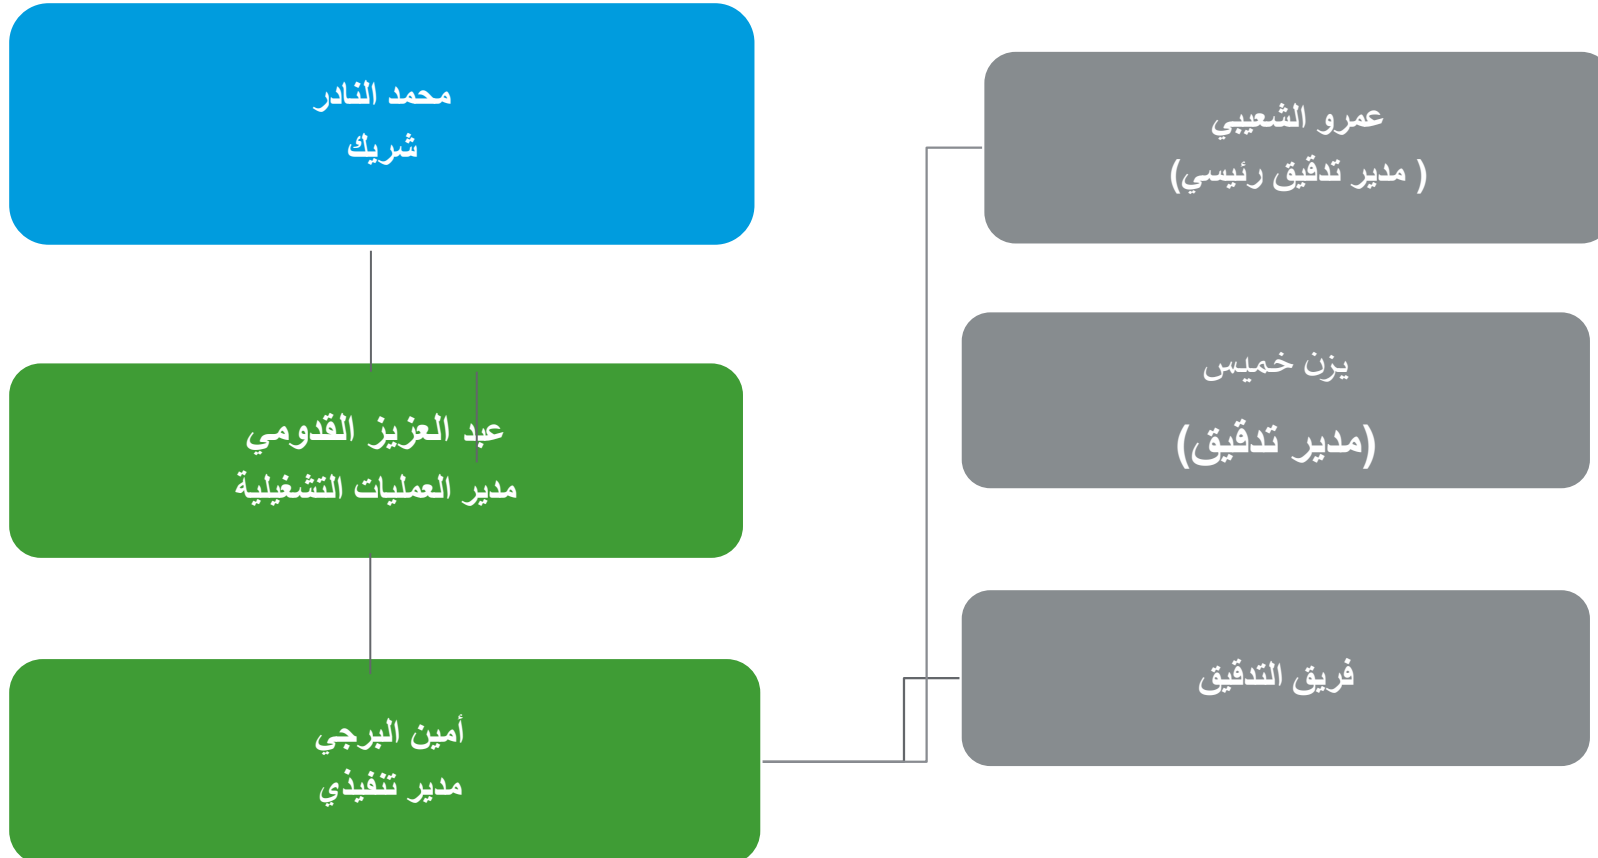 محمد النادر
شريك
عبد العزيز القدومي
مدير العمليات التشغيلية
أمين البرجي
مدير تنفيذي
عمرو الشعيبي
( مدير تدقيق رئيسي)
يزن خميس
(مدير تدقيق)
فريق التدقيق